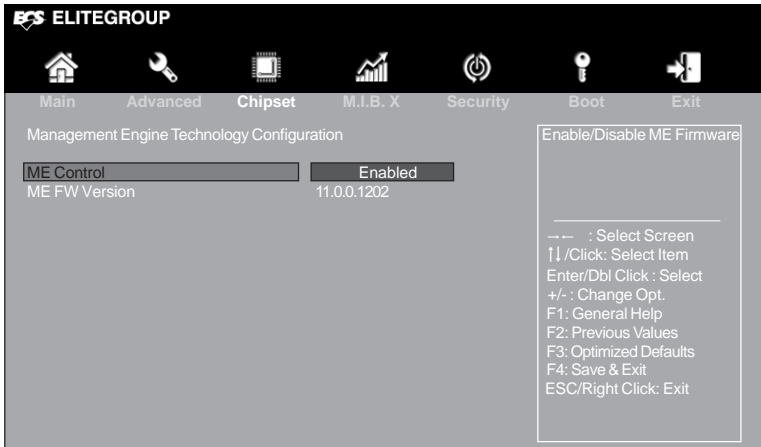 ECS ELITEGROUP
Main Advanced Chipset M.I.B. X Security Boot Exit
Management Engine Technology Configuration
ME Control Enabled
ME FW Version 11.0.0.1202
Enable/Disable ME Firmware
→← : Select Screen
↑↓/Click: Select Item
Enter/Dbl Click : Select
+/- : Change Opt.
F1: General Help
F2: Previous Values
F3: Optimized Defaults
F4: Save & Exit
ESC/Right Click: Exit